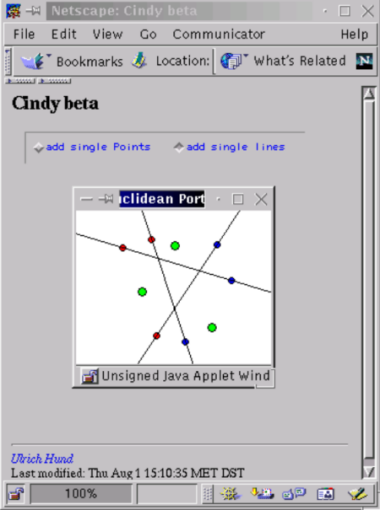 Netscape: Cindy beta
File Edit View Go Communicator Help
Bookmarks Location: What's Related N
Cindy beta
add single Points add single lines
clidean Port
Unsigned Java Applet Wind
Ulrich Hund
Last modified: Thu Aug 1 15:10:35 MET DST
100%